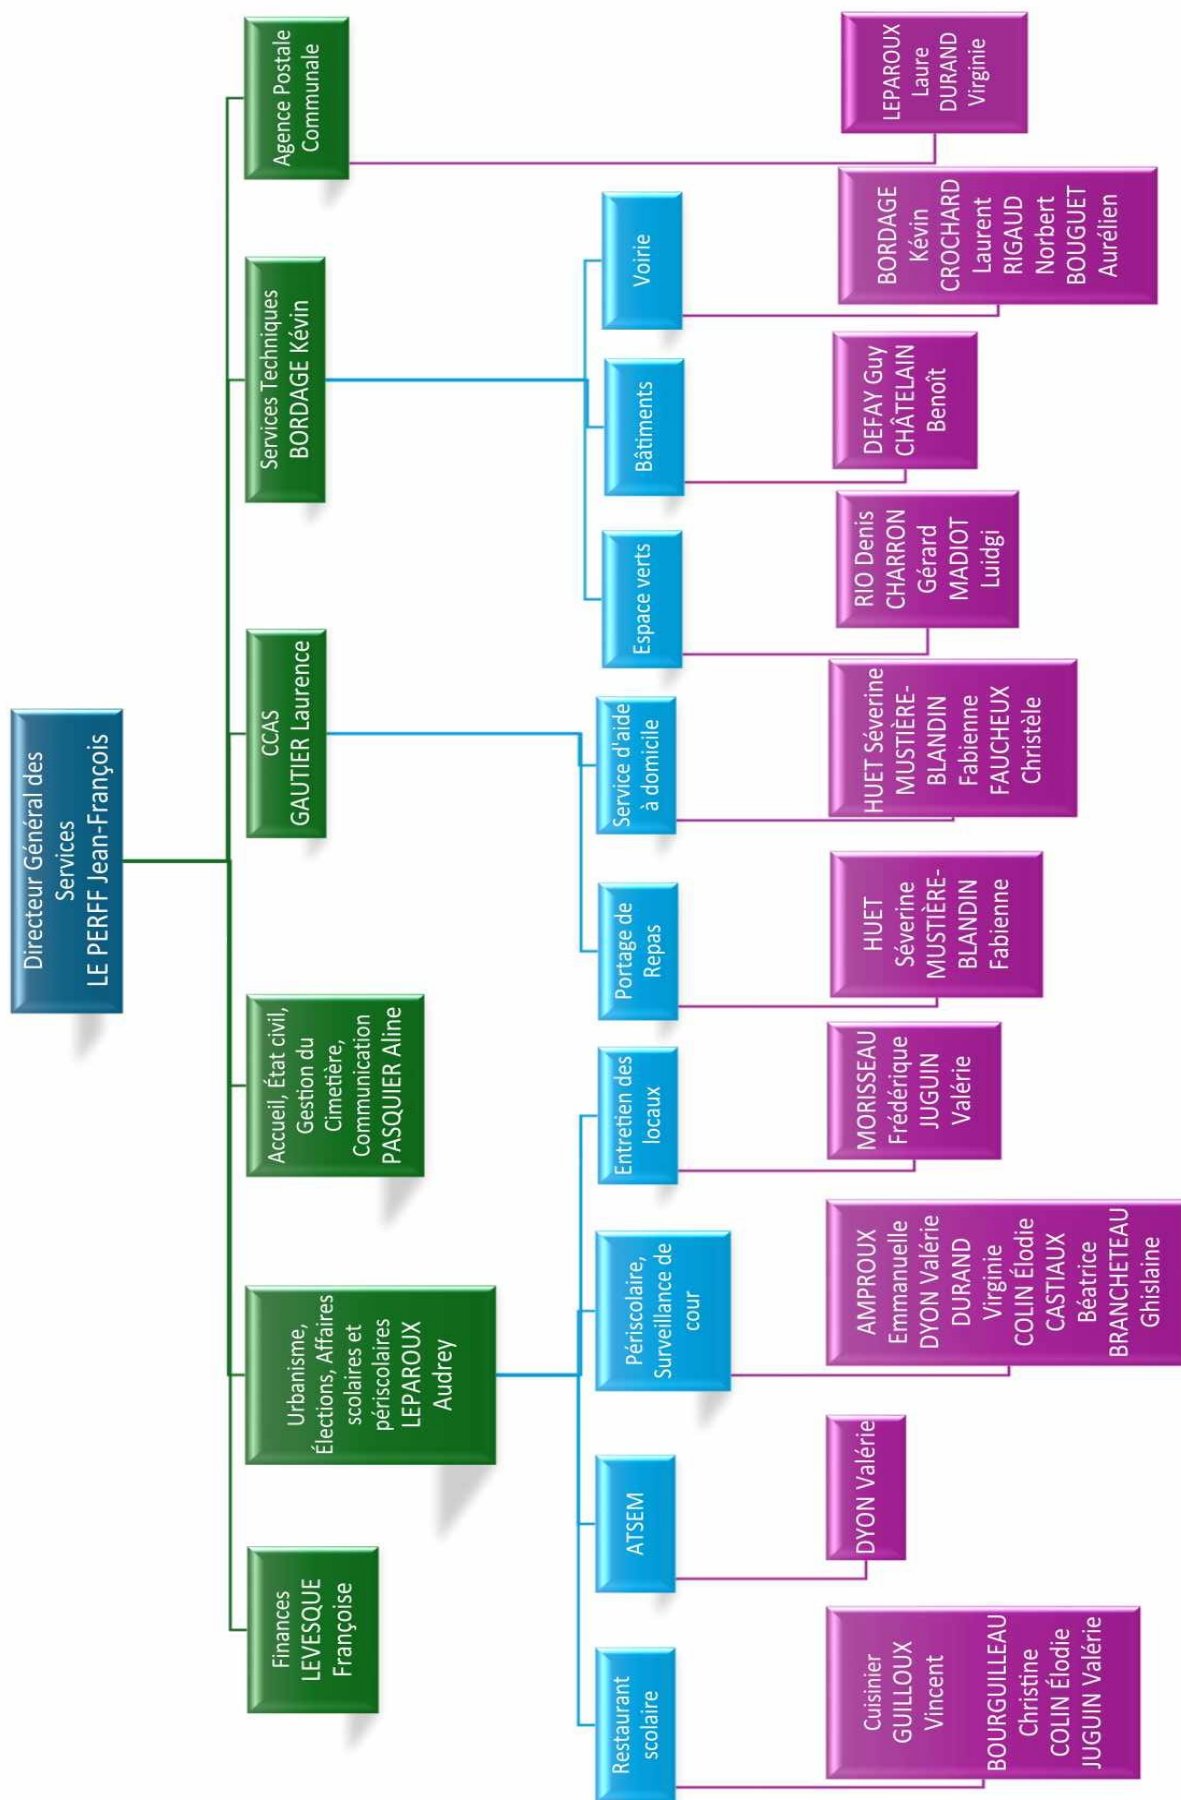 Directeur Général des
Services
LE PERFF Jean-François
Finances
LEVESQUE
Françoise
Urbanisme,
Élections, Affaires
scolaires et
périscolaires
LEPAROUX
Audrey
Accueil, État civil,
Gestion du
Cimetière,
Communication
PASQUIER Aline
CCAS
GAUTIER Laurence
Services Techniques
BORDAGE Kévin
Agence Postale
Communale
Restaurant
scolaire
ATSEM
Périscolaire,
Surveillance de
cour
Entretien des
locaux
Portage de
Repas
Service d'aide
à domicile
Espace verts
Bâtiments
Voirie
Cuisinier
GUILLOUX
Vincent
BOURGUILLEAU
Christine
COLIN Élodie
JUGUIN Valérie
DYON Valérie
AMPROUX
Emmanuelle
DYON Valérie
DURAND
Virginie
COLIN Élodie
CASTIAUX
Béatrice
BRANCHETEAU
Ghislaine
MORISSEAU
Frédérique
JUGUIN
Valérie
HUET
Séverine
MUSTIÈRE-
BLANDIN
Fabienne
HUET Séverine
MUSTIÈRE-
BLANDIN
Fabienne
FAUCHEUX
Christèle
RIO Denis
CHARRON
Gérard
MADIOT
Luidgi
DEFAY Guy
CHÂTELAIN
Benoît
BORDAGE
Kévin
CROCHARD
Laurent
RIGAUD
Norbert
BOUGUET
Aurélien
LEPAROUX
Laure
DURAND
Virginie